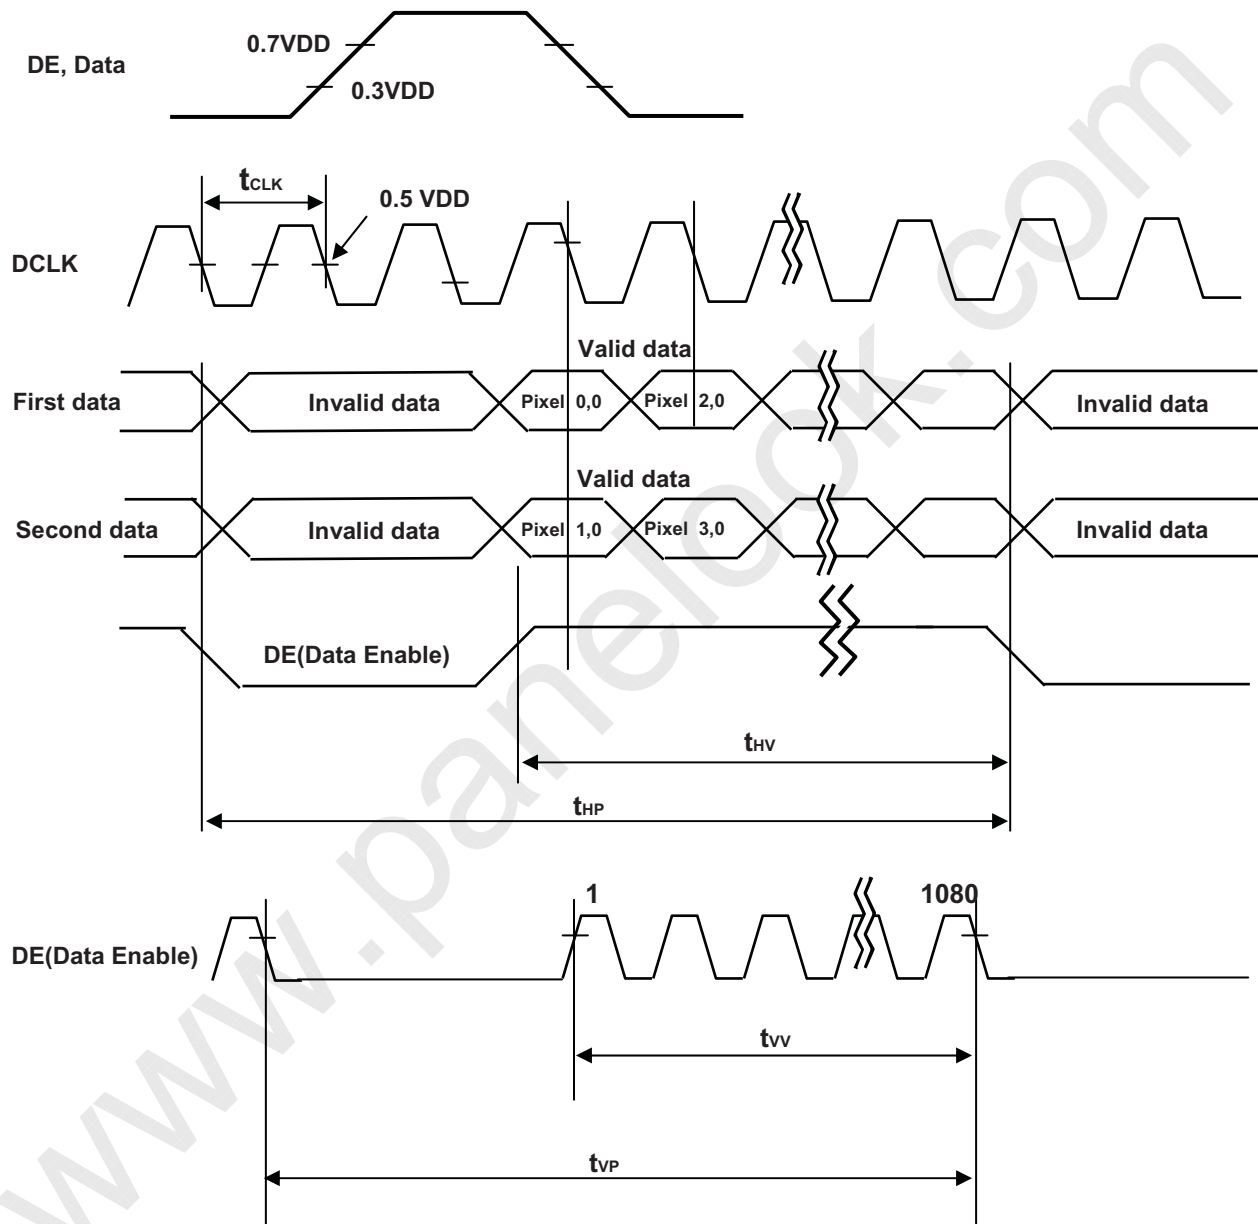 0.7VDD
DE, Data
0.3VDD
tCLK
0.5 VDD
DCLK
Valid data
First data
Invalid data
Pixel 0,0
Pixel 2,0
Invalid data
Valid data
Second data
Invalid data
Pixel 1,0
Pixel 3,0
Invalid data
DE(Data Enable)
tHV
tHP
1
1080
DE(Data Enable)
tVV
tVP
www.panelook.com